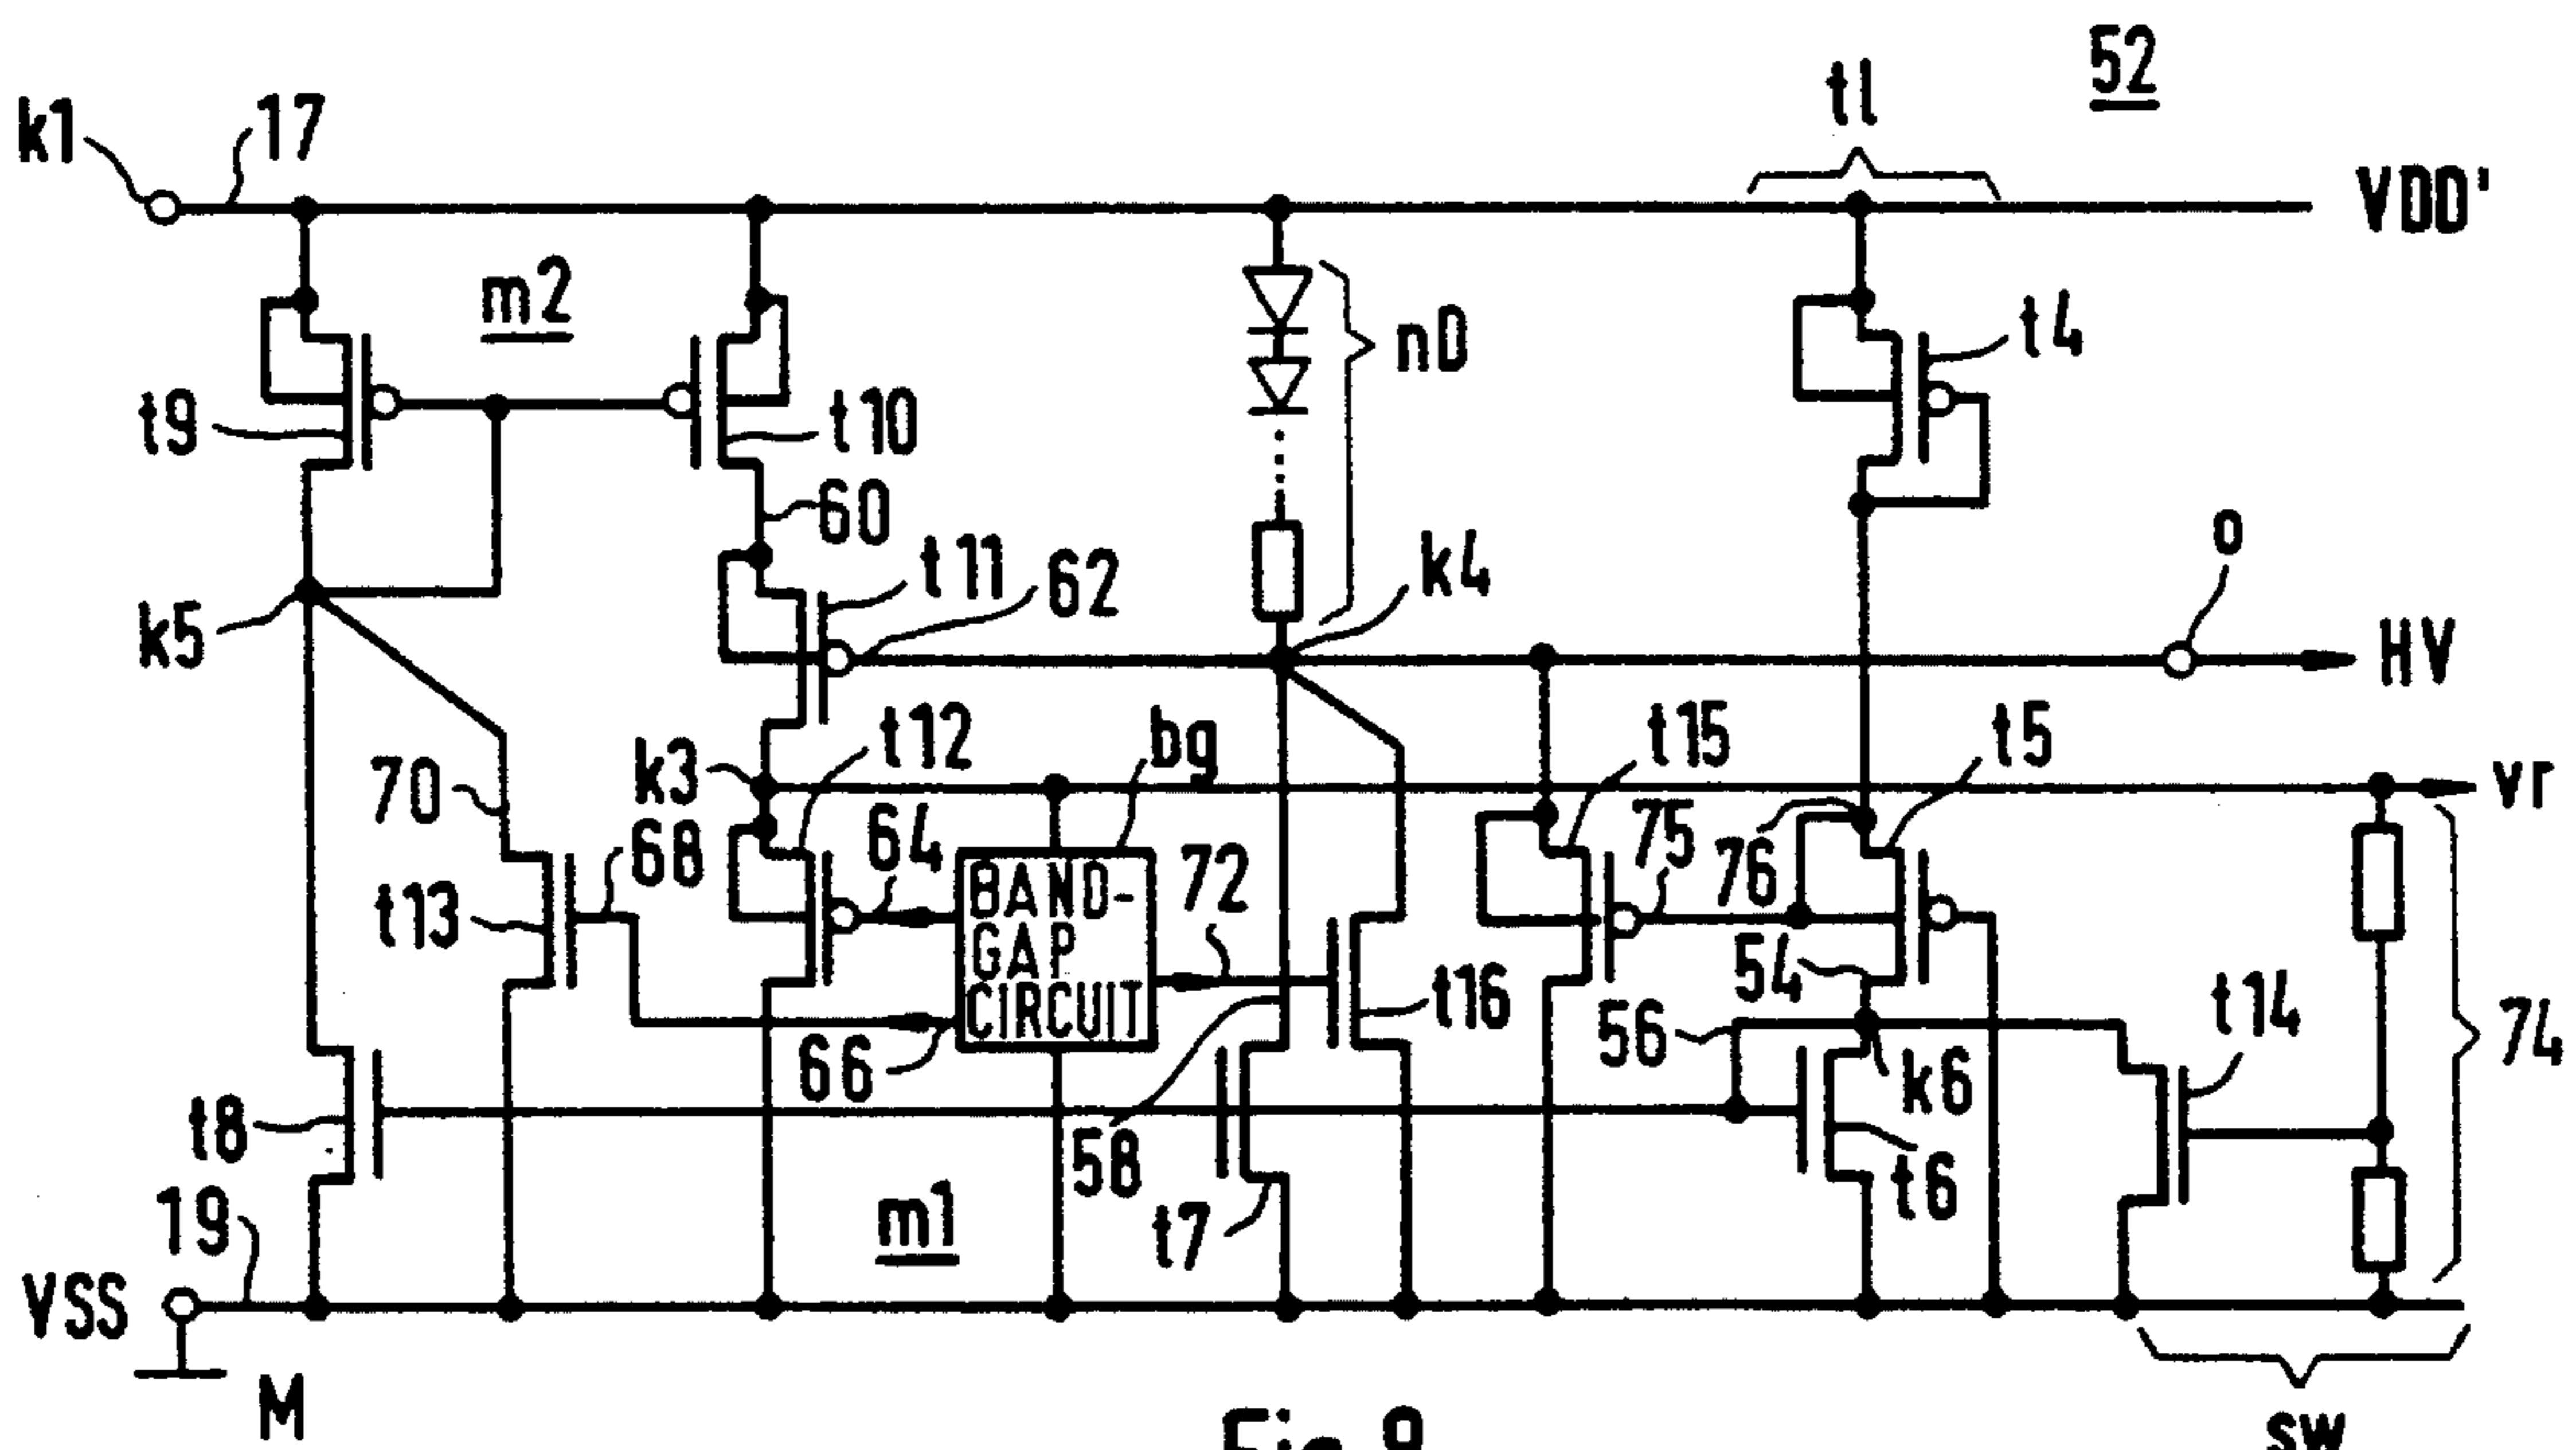 52
tl
k1
17
VDD'
m2
nD
t4
t9
t10
60
t11
62
k4
o
k5
HV
t12
bg
t15
t5
k3
vr
70
68
64
72
75
76
t13
BAND-
GAP
CIRCUIT
54
t14
t16
56
74
66
k6
t8
58
t6
19
m1
t7
VSS
M
Fig.9
sw